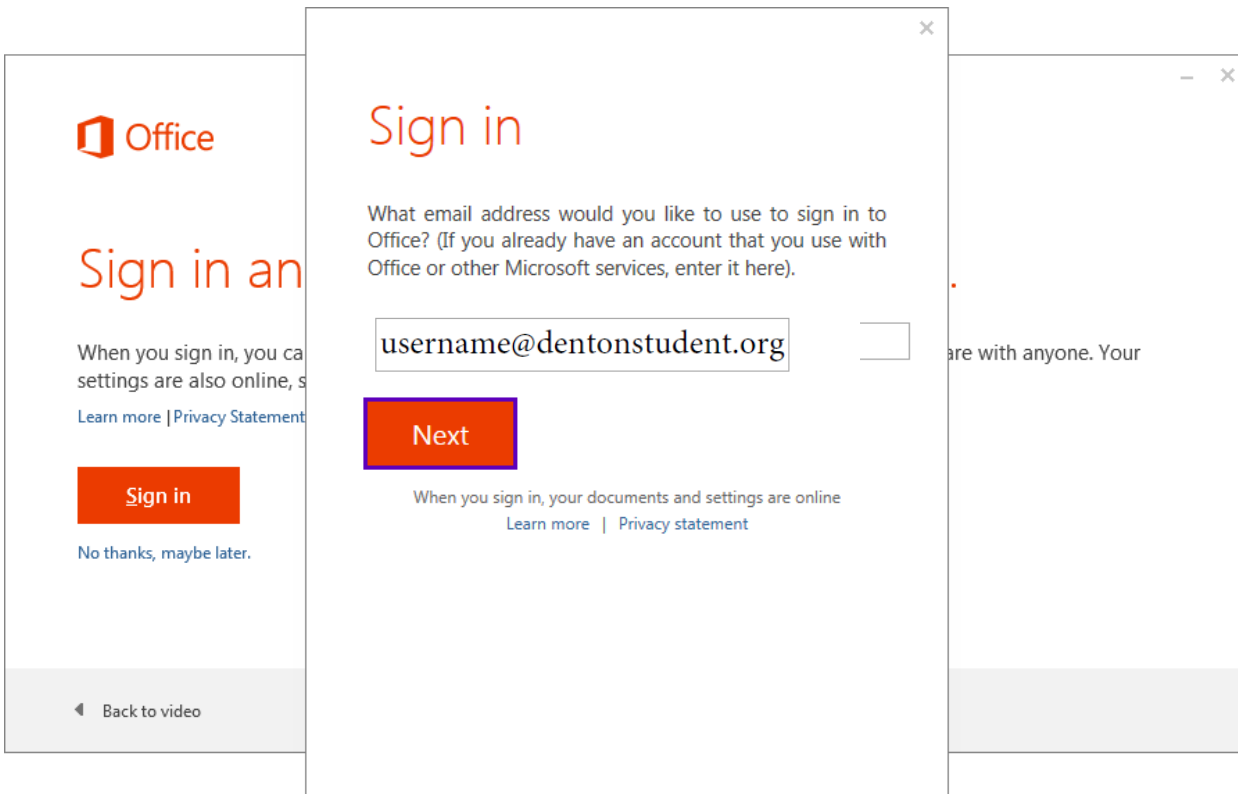 Office
Sign in an
.
When you sign in, you ca
are with anyone. Your
settings are also online, s
Learn more | Privacy Statement
Sign in
No thanks, maybe later.
Back to video
Sign in
What email address would you like to use to sign in to
Office? (If you already have an account that you use with
Office or other Microsoft services, enter it here).
username@dentonstudent.org
Next
When you sign in, your documents and settings are online
Learn more | Privacy statement